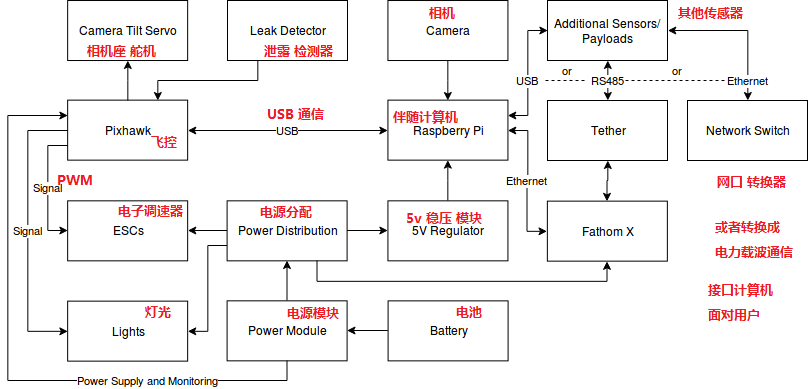 Camera Tilt Servo
相机座 舵机
Leak Detector
泄露 检测器
相机
Camera
Additional Sensors/
Payloads
其他传感器
or
or
USB
RS485
Ethernet
Pixhawk
飞控
USB 通信
USB
伴随计算机
Raspberry Pi
Tether
Network Switch
PWM
Signal
Signal
Ethernet
网口 转换器
电子调速器
ESCs
电源分配
Power Distribution
5v 稳压 模块
5V Regulator
Fathom X
或者转换成
电力载波通信
灯光
Lights
电源模块
Power Module
电池
Battery
接口计算机
面对用户
Power Supply and Monitoring